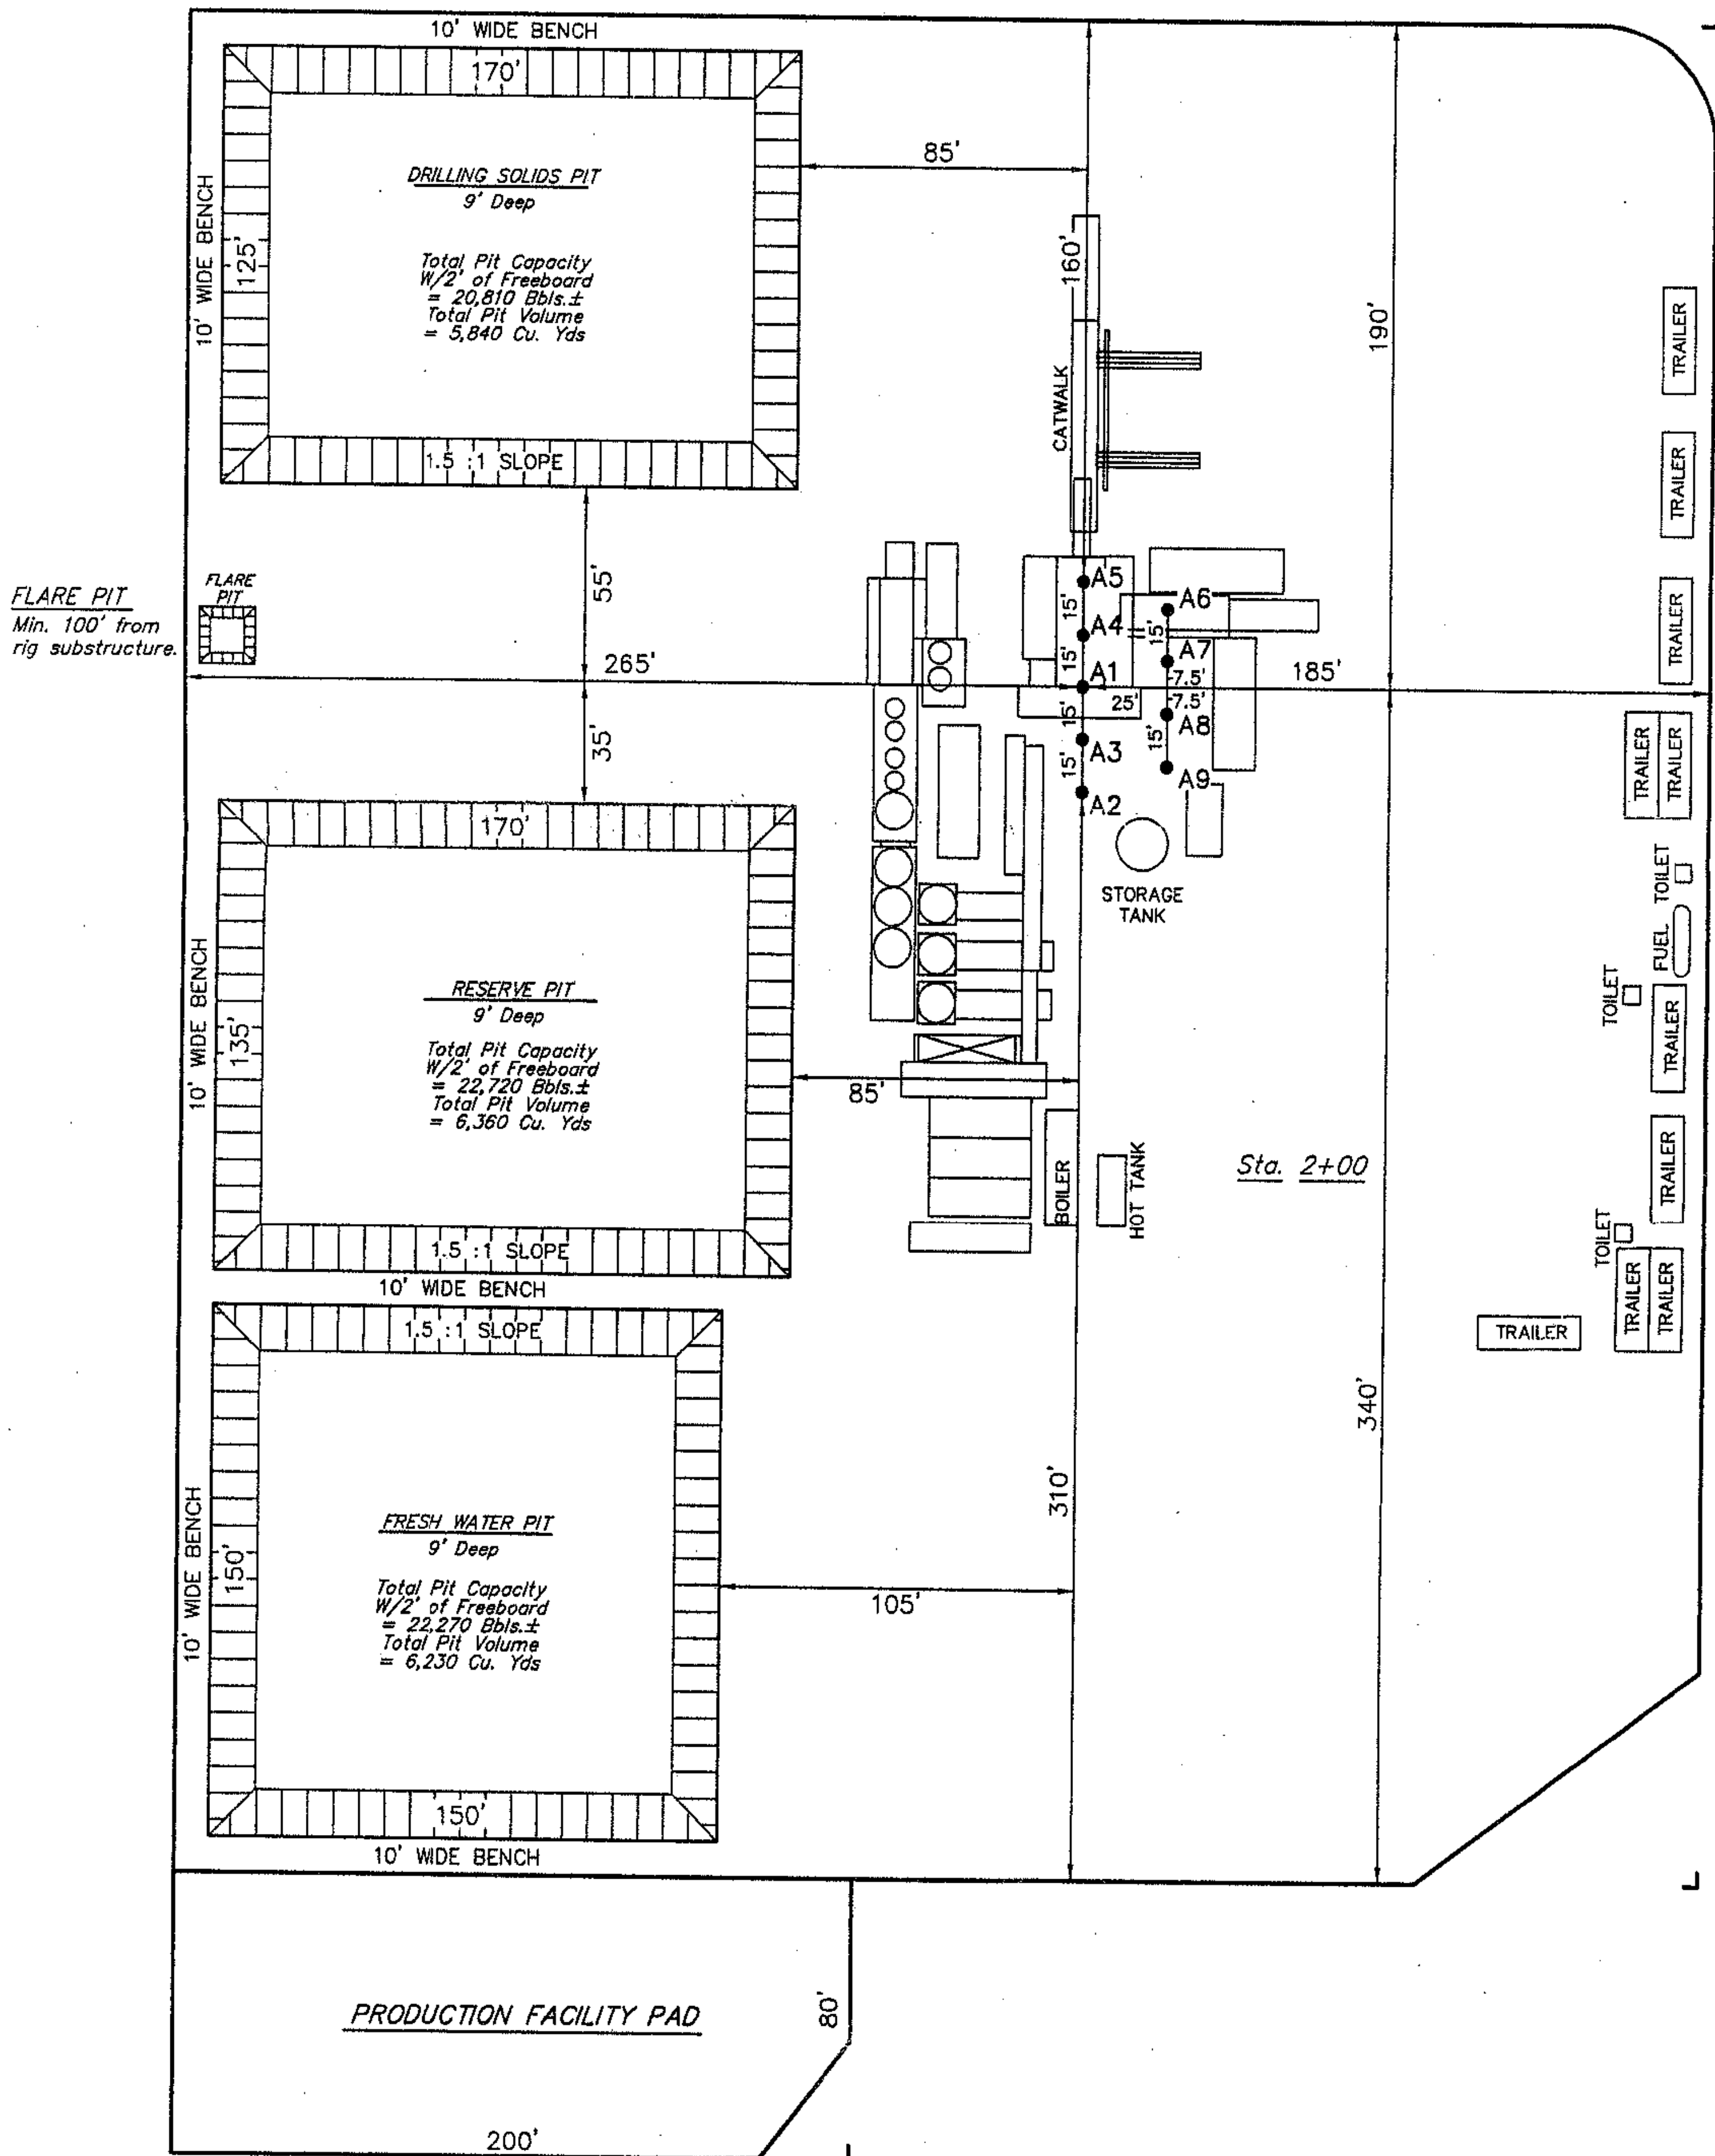 10' WIDE BENCH
170'
10' WIDE BENCH
125'
DRILLING SOLIDS PIT
9' Deep
Total Pit Capacity
W/2' of Freeboard
= 20,810 Bbls.±
Total Pit Volume
= 5,840 Cu. Yds
1.5 :1 SLOPE
85'
160'
CATWALK
190'
TRAILER
TRAILER
TRAILER
FLARE PIT
Min. 100' from
rig substructure.
FLARE
PIT
55'
265'
35'
A5
15'
A4
15'
A1
15'
A3
15'
A2
A6
15'
A7
7.5'
25'
7.5'
A8
15'
A9
185'
STORAGE
TANK
TRAILER
TRAILER
TOILET
FUEL
TOILET
TRAILER
TRAILER
TOILET
TRAILER
TRAILER
TRAILER
170'
10' WIDE BENCH
135'
RESERVE PIT
9' Deep
Total Pit Capacity
W/2' of Freeboard
= 22,720 Bbls.±
Total Pit Volume
= 6,360 Cu. Yds
1.5 :1 SLOPE
85'
BOILER
HOT TANK
Sta. 2+00
10' WIDE BENCH
1.5 :1 SLOPE
10' WIDE BENCH
150'
FRESH WATER PIT
9' Deep
Total Pit Capacity
W/2' of Freeboard
= 22,270 Bbls.±
Total Pit Volume
= 6,230 Cu. Yds
150'
10' WIDE BENCH
105'
310'
340'
PRODUCTION FACILITY PAD
80'
200'